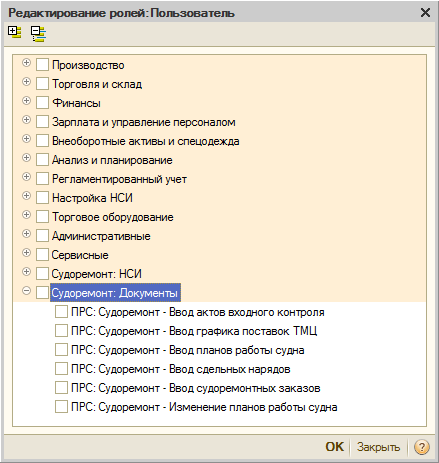 Редактирование ролей: Пользователь
Производство
Торговля и склад
Финансы
Зарплата и управление персоналом
Внеоборотные активы и спецодежда
Анализ и планирование
Регламентированный учет
Настройка НСИ
Торговое оборудование
Административные
Сервисные
Судоремонт: НСИ
Судоремонт: Документы
ПРС: Судоремонт - Ввод актов входного контроля
ПРС: Судоремонт - Ввод графика поставок ТМЦ
ПРС: Судоремонт - Ввод планов работы судна
ПРС: Судоремонт - Ввод сдельных нарядов
ПРС: Судоремонт - Ввод судоремонтных заказов
ПРС: Судоремонт - Изменение планов работы судна
OK Закрыть ?